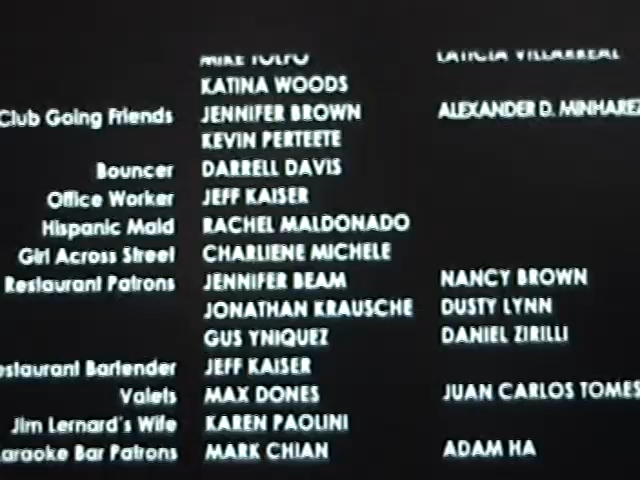 KATINA WOODS
Club Going Friends JENNIFER BROWN ALEXANDER D. MINHAREZ
KEVIN PERTEETE
Bouncer DARRELL DAVIS
Office Worker JEFF KAISER
Hispanic Maid RACHEL MALDONADO
Girl Across Street CHARLIENE MICHELE
Restaurant Patrons JENNIFER BEAM NANCY BROWN
JONATHAN KRAUSCHE DUSTY LYNN
GUS YNIQUEZ DANIEL ZIRILLI
estaurant Bartender JEFF KAISER
Valets MAX DONES JUAN CARLOS TOMES
Jim Lernard's Wife KAREN PAOLINI
araoke Bar Patrons MARK CHIAN ADAM HA